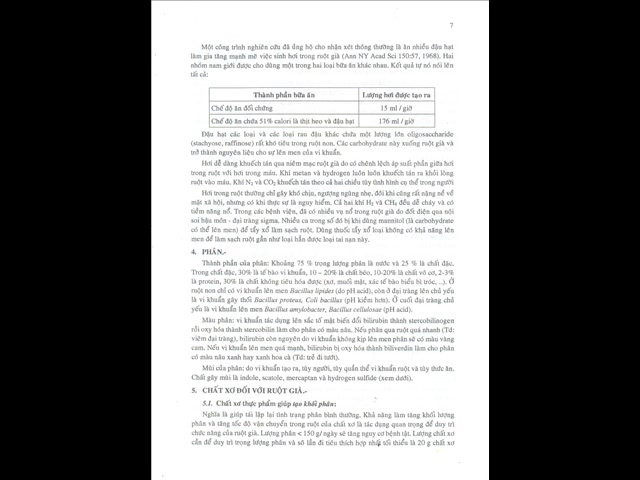 7
Một công trình nghiên cứu đã ủng hộ cho nhận xét thông thường là ăn nhiều đậu hạt
làm gia tăng mạnh mẽ việc sinh hơi trong ruột già (Ann NY Acad Sci 150:57, 1968). Hai
nhóm nam giới được cho dùng một trong hai loại bữa ăn khác nhau. Kết quả tự nó nói lên
tất cả:
Thành phần bữa ăn Lượng hơi được tạo ra
Chế độ ăn đối chứng 15 ml / giờ
Chế độ ăn chứa 51% calori là thịt heo và đậu hạt 176 ml / giờ
Đậu hạt các loại và các loại rau đậu khác chứa một lượng lớn oligosaccharide
(stachyose, raffinose) rất khó tiêu trong ruột non. Các carbohydrate này xuống ruột già và
trở thành nguyên liệu cho sự lên men của vi khuẩn.
Hơi dễ dàng khuếch tán qua niêm mạc ruột già do có chênh lệch áp suất phần giữa hơi
trong ruột với hơi trong máu. Khí metan và hydrogen luôn luôn khuếch tán ra khỏi lòng
ruột vào máu. Khí N₂ và CO₂ khuếch tán theo cả hai chiều tùy tình hình cụ thể trong người
Hơi trong ruột thường chỉ gây khó chịu, ngượng ngùng nhẹ, đôi khi cũng rất nặng nề về
mặt xã hội, nhưng có khi thực sự là nguy hiểm. Cả hai khí H₂ và CH₄ đều dễ cháy và có
tiềm năng nổ. Trong các bệnh viện, đã có nhiều vụ nổ trong ruột già do đốt điện qua nội
soi hậu môn - đại tràng sigma. Nhiều ca trong số đó bị khi dùng mannitol (là carbohydrate
có thể lên men) để tẩy xổ làm sạch ruột. Dùng thuốc tẩy xổ loại không có khả năng lên
men để làm sạch ruột gần như loại hẳn được loại tai nạn này.
4. PHÂN.-
Thành phần của phân: Khoảng 75 % trọng lượng phân là nước và 25 % là chất đặc.
Trong chất đặc, 30% là tế bào vi khuẩn, 10 – 20% là chất béo, 10-20% là chất vô cơ, 2-3%
là protein, 30% là chất không tiêu hóa được (xơ, muối mật, xác tế bào biểu bì tróc, ...). Ở
ruột non chỉ có vi khuẩn lên men Bacillus lipides (do pH acid), còn ở đại tràng lên chủ yếu
là vi khuẩn gây thối Bacillus proteus, Coli bacillus (pH kiềm hơn). Ở cuối đại tràng chủ
yếu là vi khuẩn lên men Bacillus amylobacter, Bacillus cellulosae (pH acid).
Màu phân: vi khuẩn tác dụng lên sắc tố mật biến đổi bilirubin thành stercobilinogen
rồi oxy hóa thành stercobilin làm cho phân có màu nâu. Nếu phân qua ruột quá nhanh (Td:
viêm đại tràng), bilirubin còn nguyên do vi khuẩn không kịp lên men phân sẽ có màu vàng
cam. Nếu vi khuẩn lên men quá mạnh, bilirubin bị oxy hóa thành biliverdin làm cho phân
có màu nâu xanh hay xanh hoa cà (Td: trẻ đi tướt).
Mùi của phân: do vi khuẩn tạo ra, tùy người, tùy quần thể vi khuẩn ruột và tùy thức ăn.
Chất gây mùi là indole, scatole, mercaptan và hydrogen sulfide (xem dưới).
5. CHẤT XƠ ĐỐI VỚI RUỘT GIÀ.-
5.1. Chất xơ thực phẩm giúp tạo khối phân:
Nghĩa là giúp tái lập lại tình trạng phân bình thường. Khả năng làm tăng khối lượng
phân và tăng tốc độ vận chuyển trong ruột của chất xơ là tác dụng quan trọng để duy trì
chức năng của ruột già. Lượng phân < 150 g/ ngày sẽ tăng nguy cơ bệnh tật. Lượng chất xơ
cần để duy trì trọng lượng phân và số lần đi tiêu thích hợp nhất tối thiểu là 20 g chất xơ